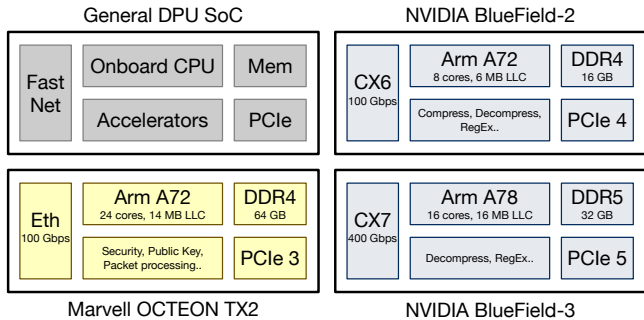 General DPU SoC
Fast
Net
Onboard CPU
Mem
Accelerators
PCIe
NVIDIA BlueField-2
CX6
100 Gbps
Arm A72
8 cores, 6 MB LLC
DDR4
16 GB
Compress, Decompress,
RegEx..
PCIe 4
Eth
100 Gbps
Arm A72
24 cores, 14 MB LLC
DDR4
64 GB
Security, Public Key,
Packet processing..
PCIe 3
Marvell OCTEON TX2
CX7
400 Gbps
Arm A78
16 cores, 16 MB LLC
DDR5
32 GB
Decompress, RegEx..
PCIe 5
NVIDIA BlueField-3